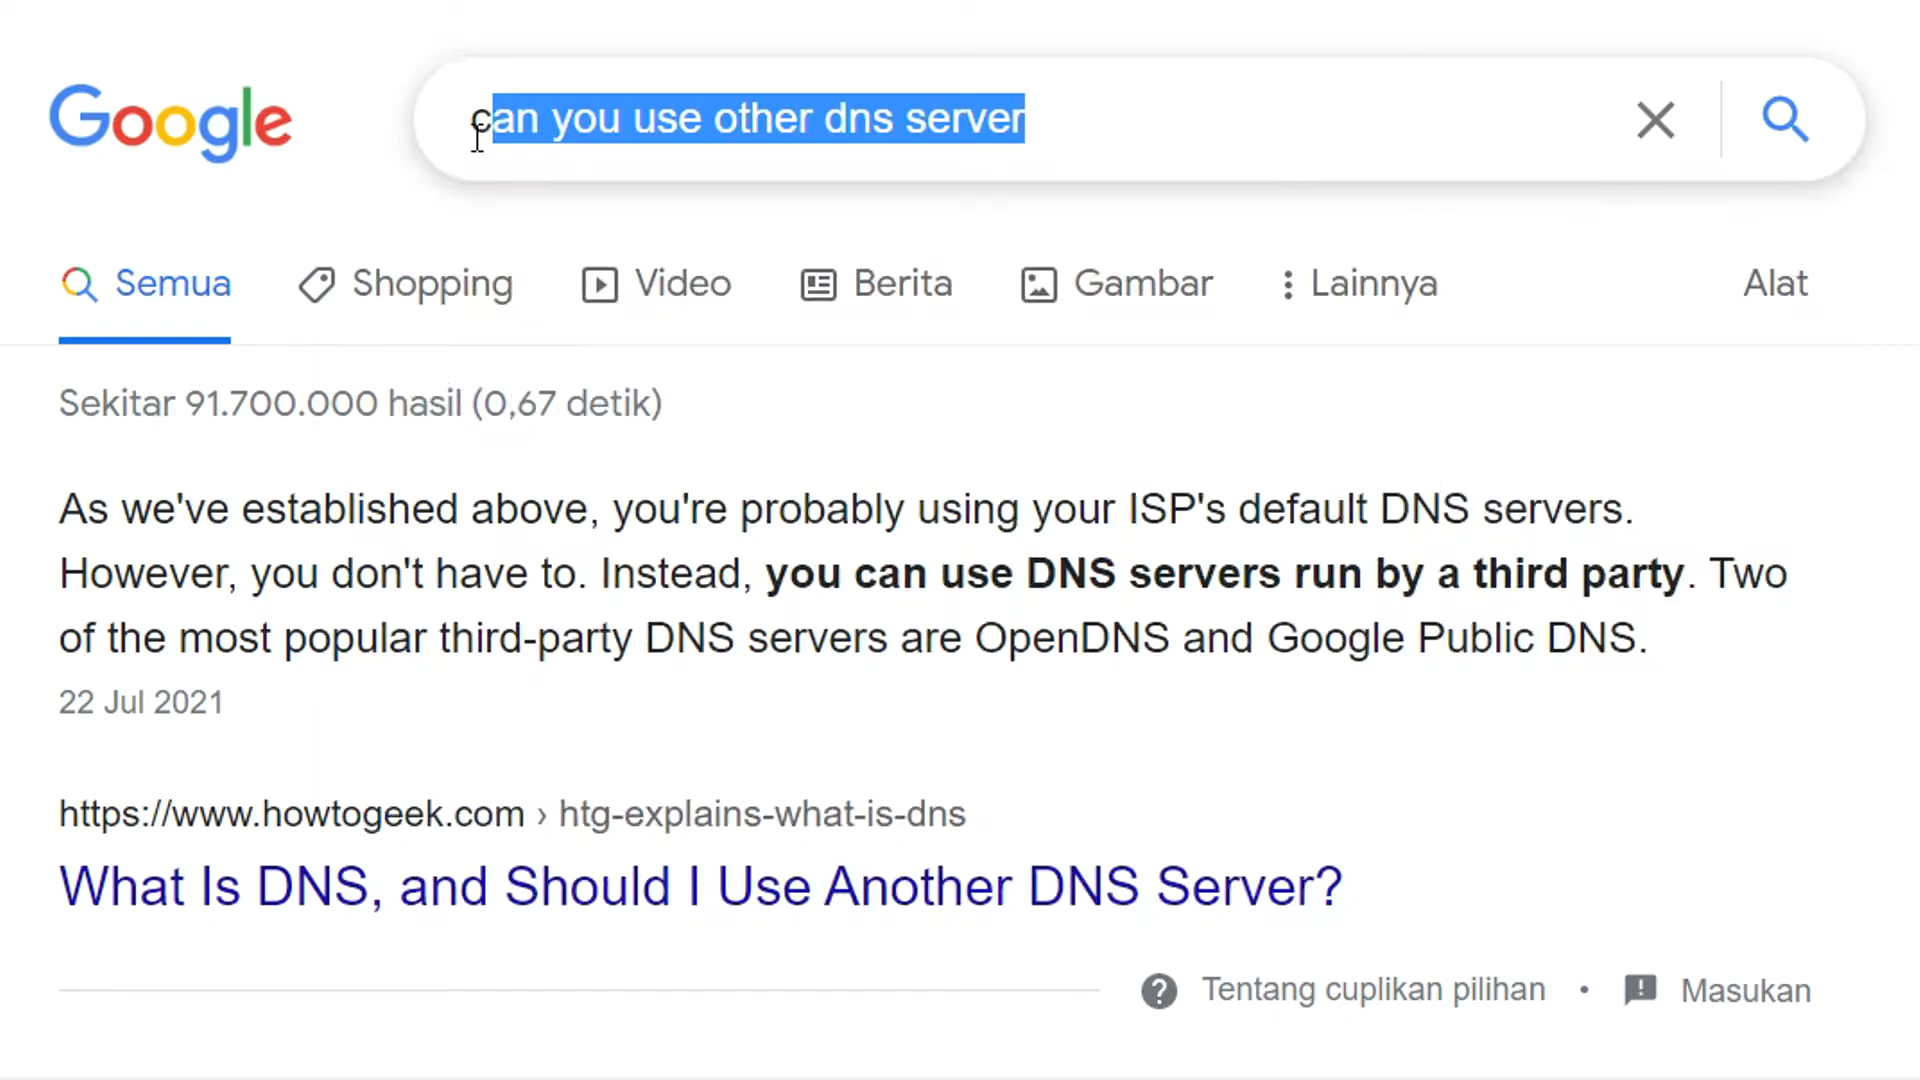 Google
can you use other dns server
Semua
Shopping
Video
Berita
Gambar
Lainnya
Alat
Sekitar 91.700.000 hasil (0,67 detik)
As we've established above, you're probably using your ISP's default DNS servers.
However, you don't have to. Instead, you can use DNS servers run by a third party. Two
of the most popular third-party DNS servers are OpenDNS and Google Public DNS.
22 Jul 2021
https://www.howtogeek.com › htg-explains-what-is-dns
What Is DNS, and Should I Use Another DNS Server?
Tentang cuplikan pilihan • Masukan